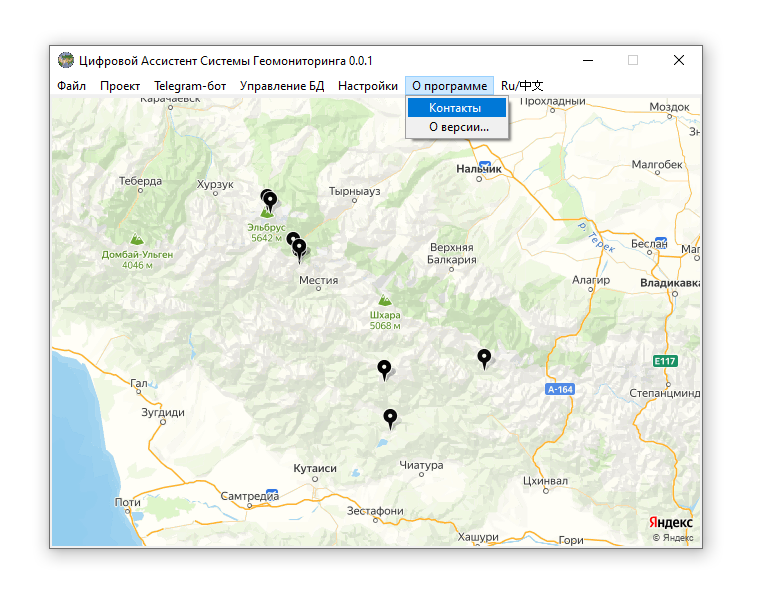 Цифровой Ассистент Системы Геомониторинга 0.0.1
Файл Проект Telegram-бот Управление БД Настройки О программе Ru/中文
Контакты
О версии...
Карачаевск
Прохладный
Моздок
Малгобек
Нальчик
Теберда
Хурзук
Тырныауз
Эльбрус
5642 м
Домбай-Ульген
4046 м
Верхняя
Балкария
р. Терек
Беслан
Местия
Алагир
Владикавка
Шхара
5068 м
E117
Гал
А-164
Степанцминд
Зугдиди
Кутаиси
Чиатура
Цхинвал
Поти
Самтредиа
Зестафони
Яндекс
Хашури
Гори
© Яндекс